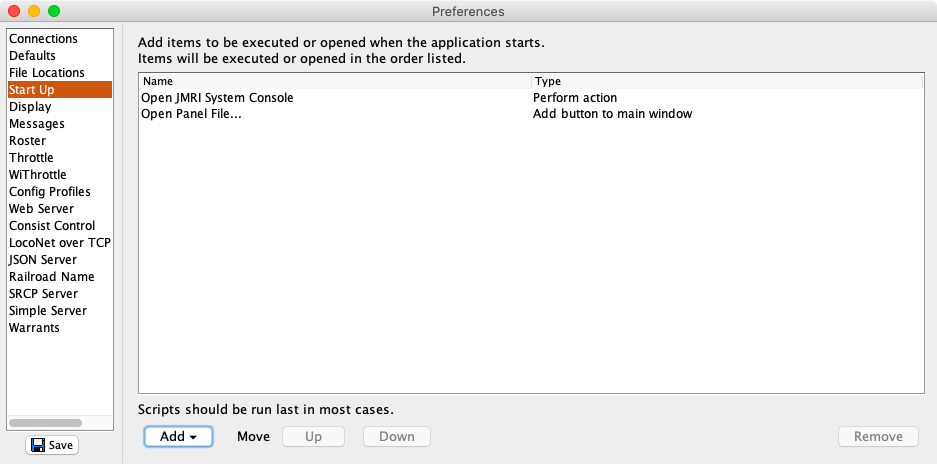 Preferences
Connections
Defaults
File Locations
Start Up
Display
Messages
Roster
Throttle
WiThrottle
Config Profiles
Web Server
Consist Control
LocoNet over TCP
JSON Server
Railroad Name
SRCP Server
Simple Server
Warrants
Save
Add items to be executed or opened when the application starts.
Items will be executed or opened in the order listed.
Name Type
Open JMRI System Console Perform action
Open Panel File... Add button to main window
Scripts should be run last in most cases.
Add Move Up Down Remove